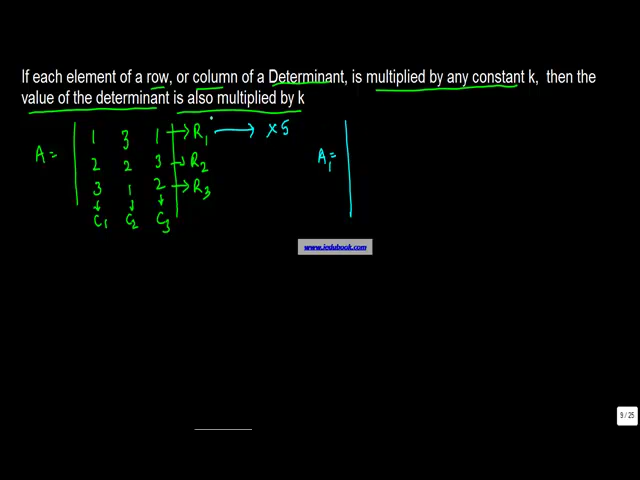 If each element of a row, or column of a Determinant, is multiplied by any constant k, then the
value of the determinant is also multiplied by k
1 3 1 → R1 → x 5
A = 2 2 3 → R2 A1 =
3 1 2 → R3
↓ ↓ ↓
C1 C2 C3
www.iedubook.com
9 / 25